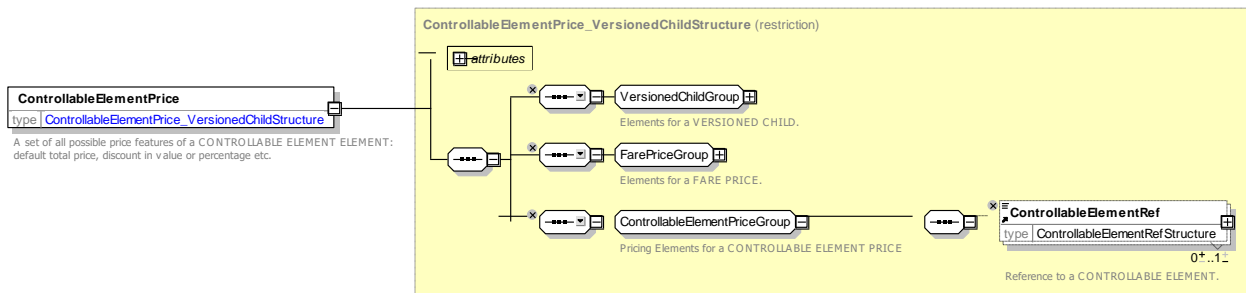 ControllableElementPrice_VersionedChildStructure (restriction)
attributes
ControllableElementPrice
type ControllableElementPrice_VersionedChildStructure
A set of all possible price features of a CONTROLLABLE ELEMENT ELEMENT:
default total price, discount in value or percentage etc.
VersionedChildGroup
Elements for a VERSIONED CHILD.
FarePriceGroup
Elements for a FARE PRICE.
ControllableElementPriceGroup
Pricing Elements for a CONTROLLABLE ELEMENT PRICE
ControllableElementRef
type ControllableElementRefStructure
0..1
Reference to a CONTROLLABLE ELEMENT.